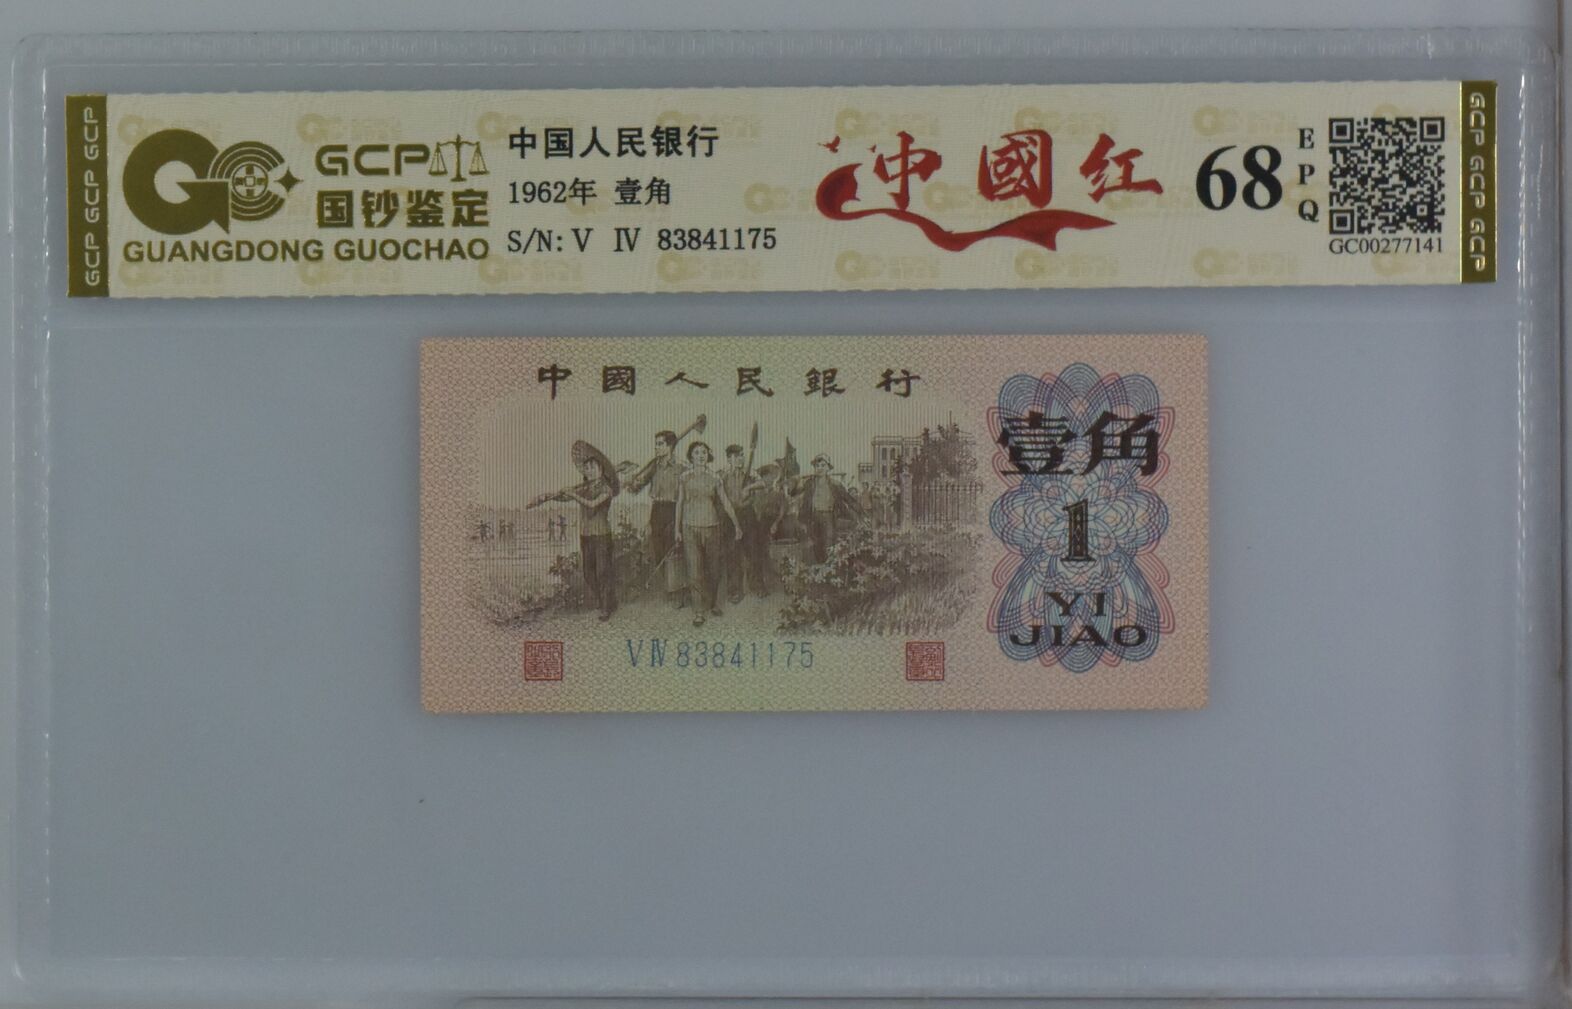 GCP GCP GCP
GCP
国钞鉴定
GUANGDONG GUOCHAO
中国人民银行
1962年 壹角
S/N: V Ⅳ 83841175
中國红
68
EPQ
GC00277141
GCP GCP GCP
中國人民銀行
壹角
1
YI
JIAO
Ⅴ Ⅳ 83841175